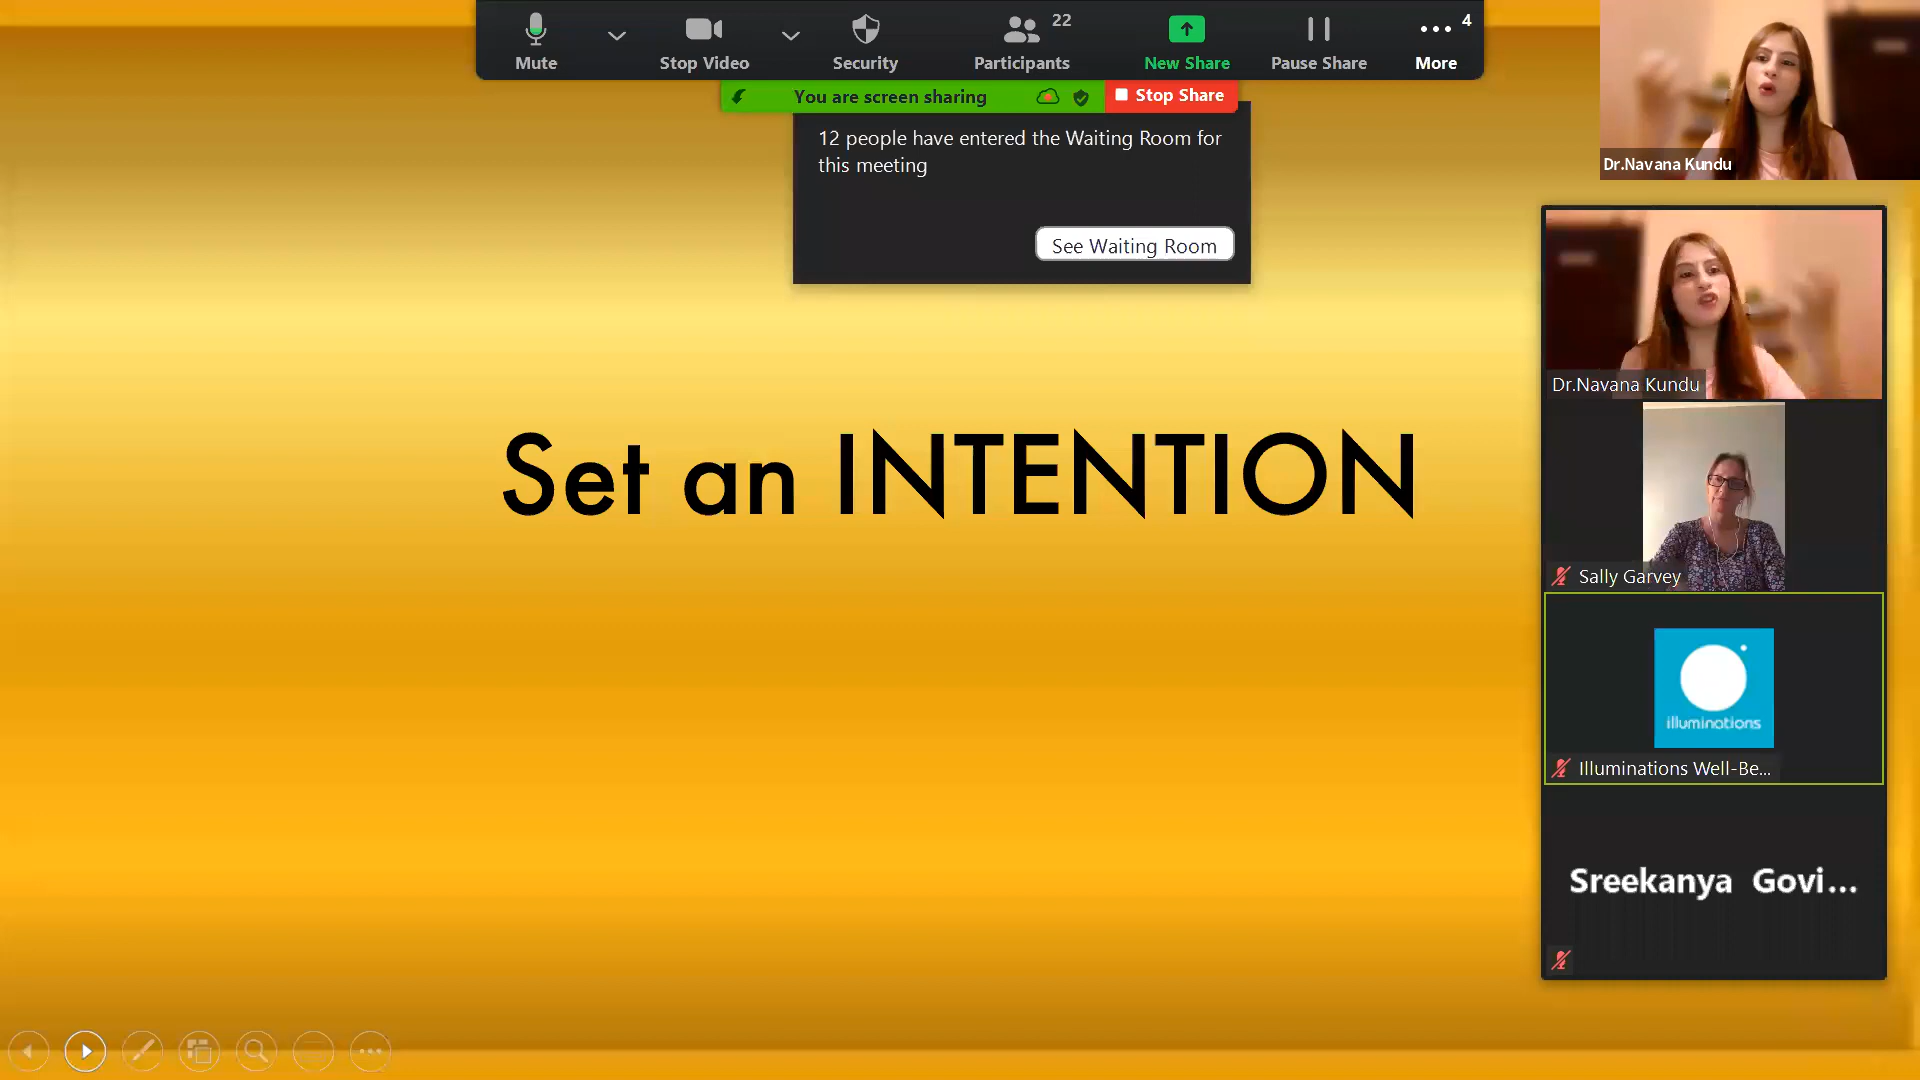 22
4
Mute
Stop Video
Security
Participants
New Share
Pause Share
More
You are screen sharing
Stop Share
12 people have entered the Waiting Room for
this meeting
See Waiting Room
Dr.Navana Kundu
Dr.Navana Kundu
Set an INTENTION
Sally Garvey
illuminations
Illuminations Well-Be...
Sreekanya Govi...